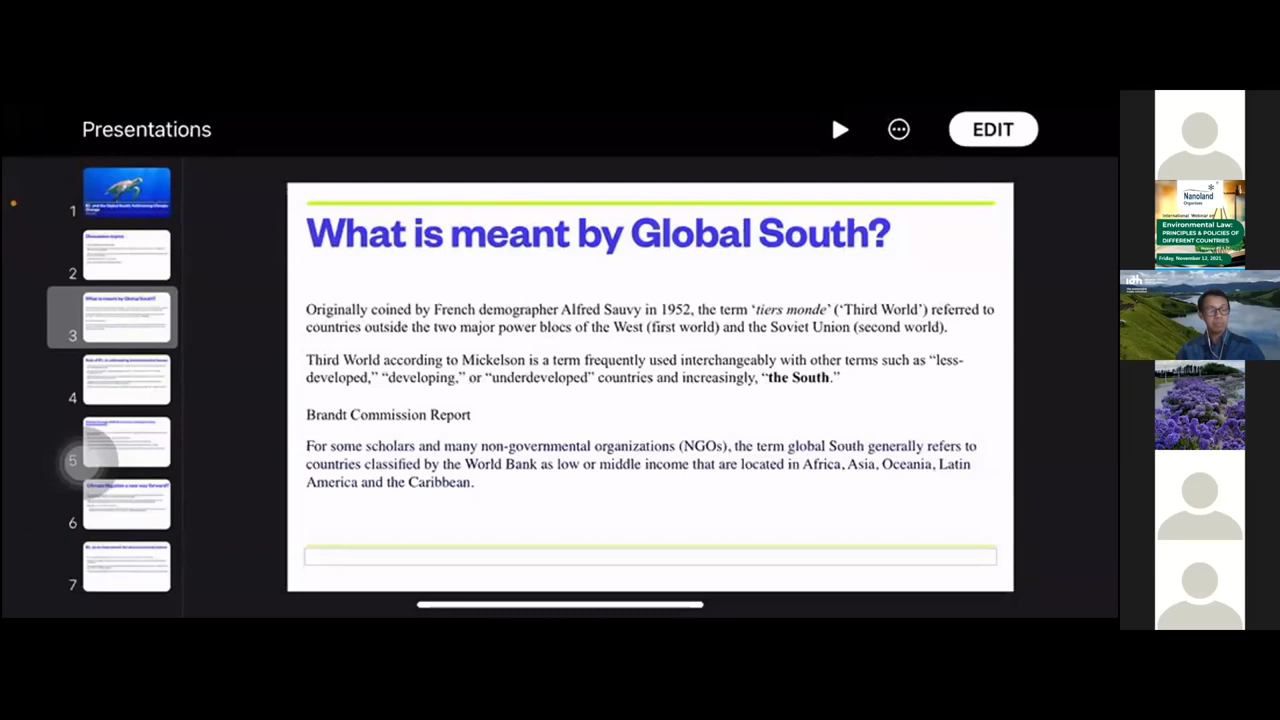 Presentations
EDIT
1
2
3
4
5
6
7
What is meant by Global South?
Originally coined by French demographer Alfred Sauvy in 1952, the term ‘tiers monde’ (‘Third World’) referred to
countries outside the two major power blocs of the West (first world) and the Soviet Union (second world).
Third World according to Mickelson is a term frequently used interchangeably with other terms such as “less-
developed,” “developing,” or “underdeveloped” countries and increasingly, “the South.”
Brandt Commission Report
For some scholars and many non-governmental organizations (NGOs), the term global South generally refers to
countries classified by the World Bank as low or middle income that are located in Africa, Asia, Oceania, Latin
America and the Caribbean.
Nanoland
Organises
International Webinar on
Environmental Law:
PRINCIPLES & POLICIES OF
DIFFERENT COUNTRIES
Friday, November 12, 2021,
idh
What is meant by Global South?